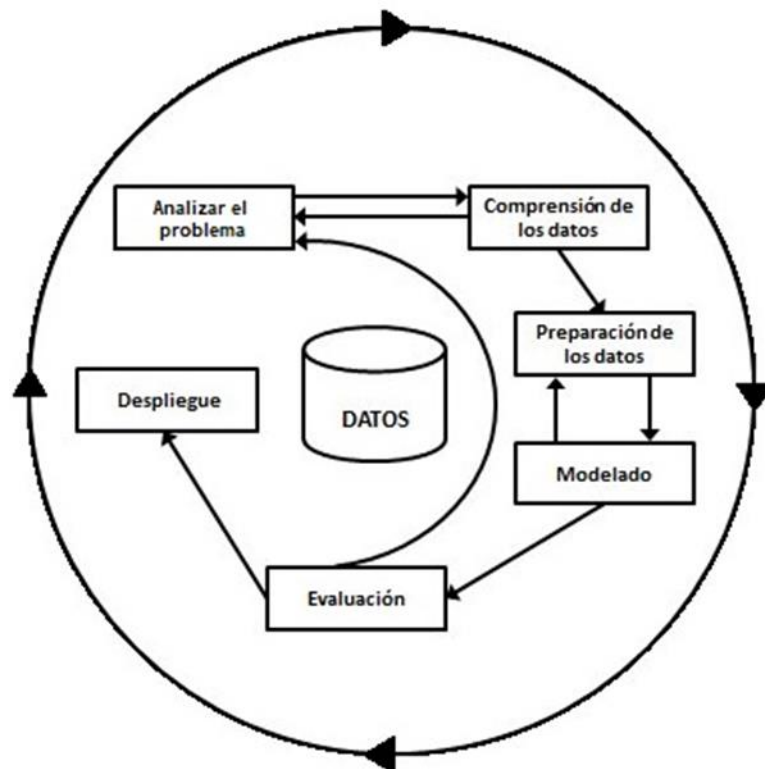 Analizar el
problema
Comprensión de
los datos
Preparación de
los datos
Despliegue
DATOS
Modelado
Evaluación